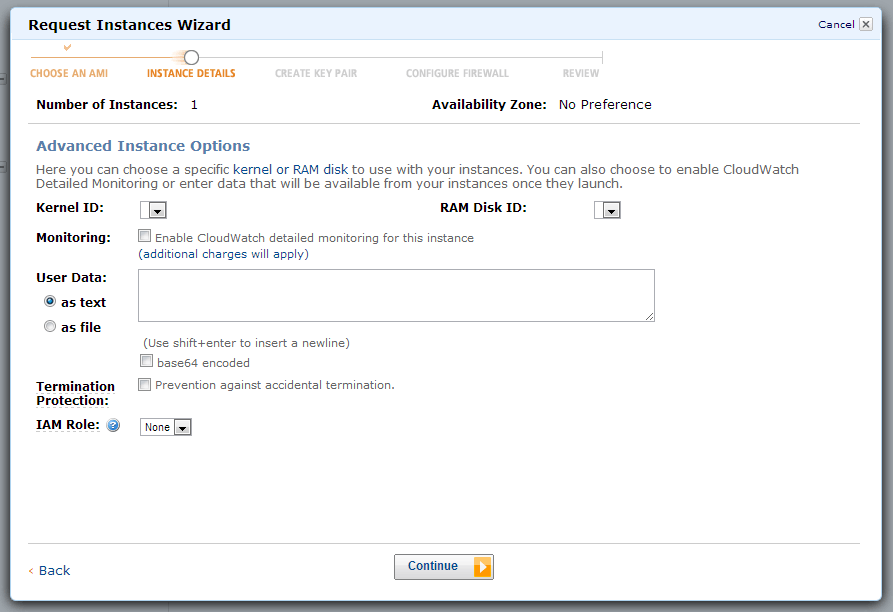 Request Instances Wizard
Cancel
CHOOSE AN AMI INSTANCE DETAILS CREATE KEY PAIR CONFIGURE FIREWALL REVIEW
Number of Instances: 1 Availability Zone: No Preference
Advanced Instance Options
Here you can choose a specific kernel or RAM disk to use with your instances. You can also choose to enable CloudWatch
Detailed Monitoring or enter data that will be available from your instances once they launch.
Kernel ID: RAM Disk ID:
Monitoring: Enable CloudWatch detailed monitoring for this instance
(additional charges will apply)
User Data:
as text
as file
(Use shift+enter to insert a newline)
base64 encoded
Termination Prevention against accidental termination.
Protection:
IAM Role: ? None
< Back
Continue